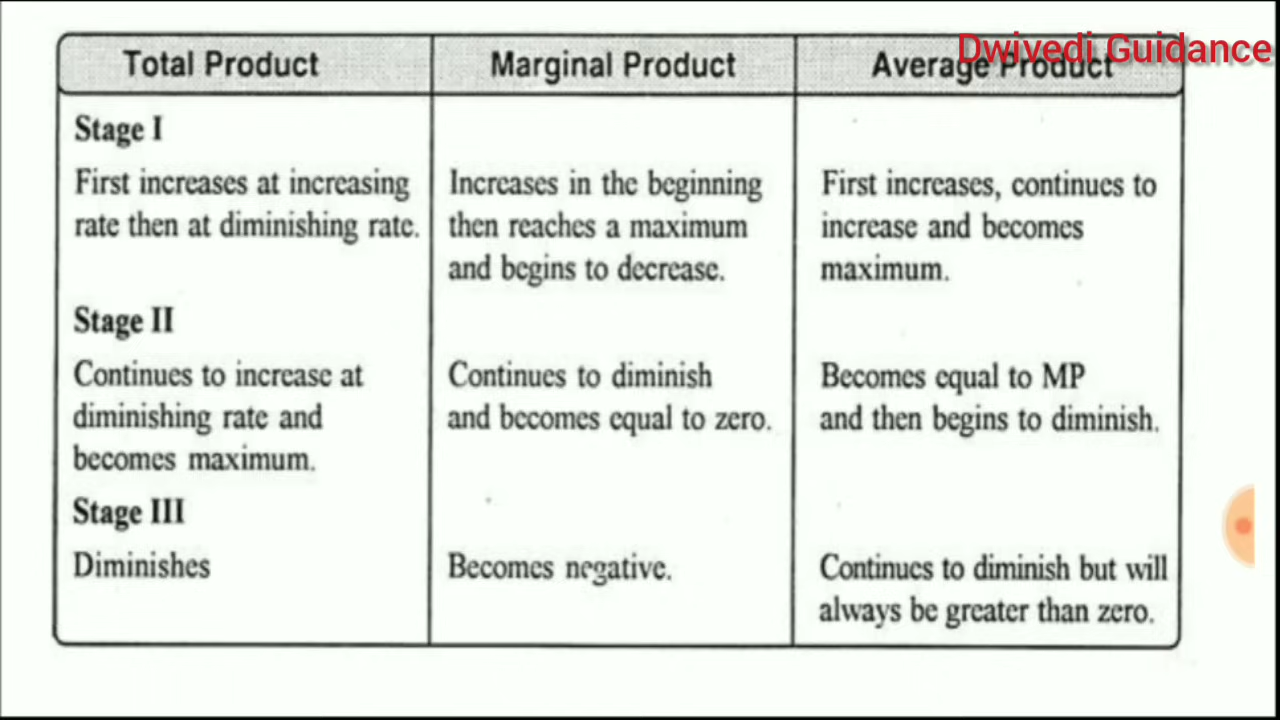 Dwivedi Guidance
Total Product
Marginal Product
Average Product
Stage I
First increases at increasing
rate then at diminishing rate.
Increases in the beginning
then reaches a maximum
and begins to decrease.
First increases, continues to
increase and becomes
maximum.
Stage II
Continues to increase at
diminishing rate and
becomes maximum.
Continues to diminish
and becomes equal to zero.
Becomes equal to MP
and then begins to diminish.
Stage III
Diminishes
Becomes negative.
Continues to diminish but will
always be greater than zero.